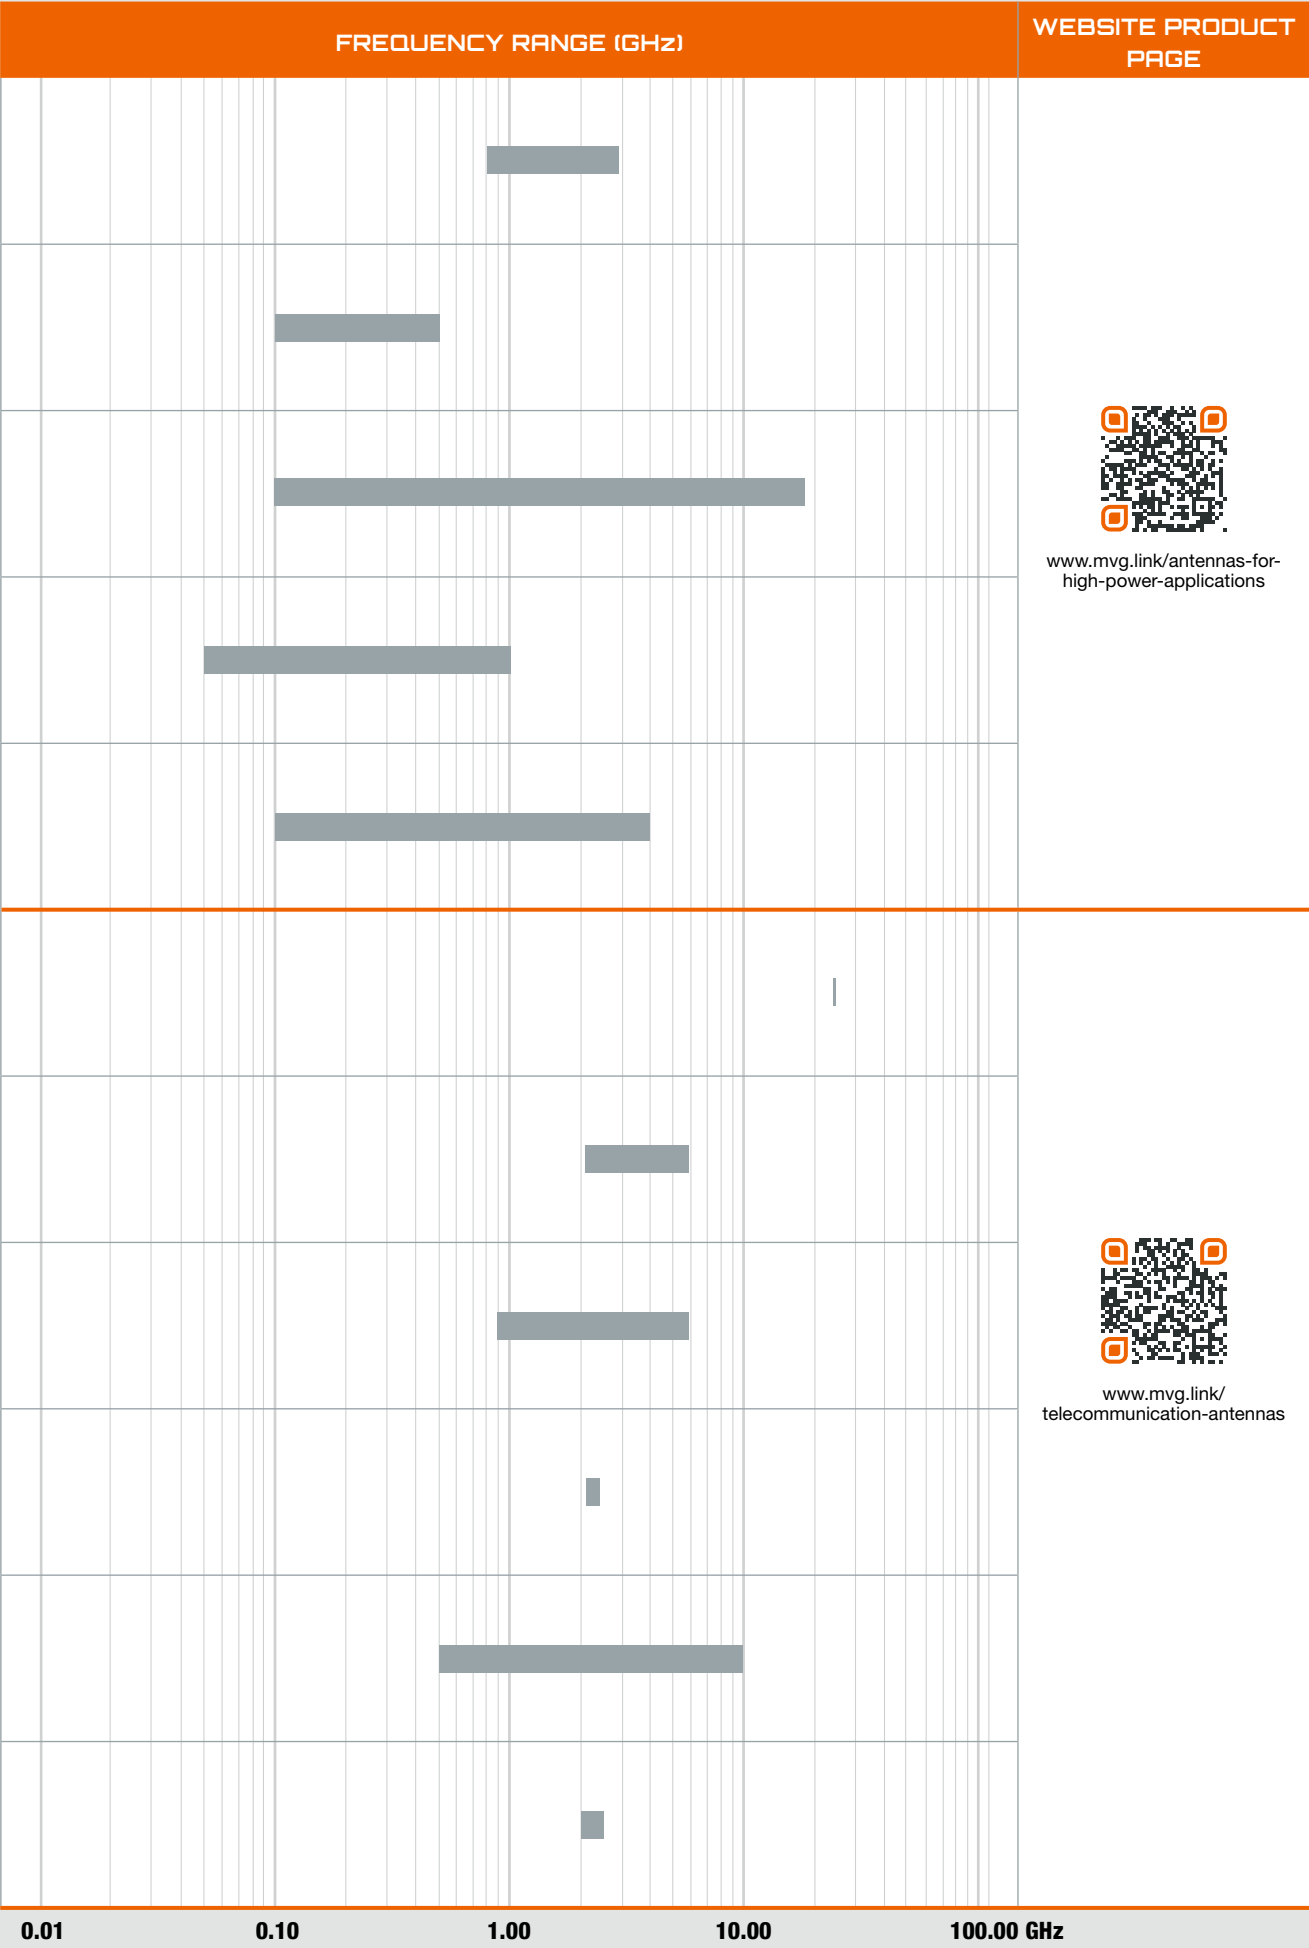 FREQUENCY RANGE (GHz)
WEBSITE PRODUCT
PAGE
www.mvg.link/antennas-for-
high-power-applications
www.mvg.link/
telecommunication-antennas
0.01 0.10 1.00 10.00 100.00 GHz